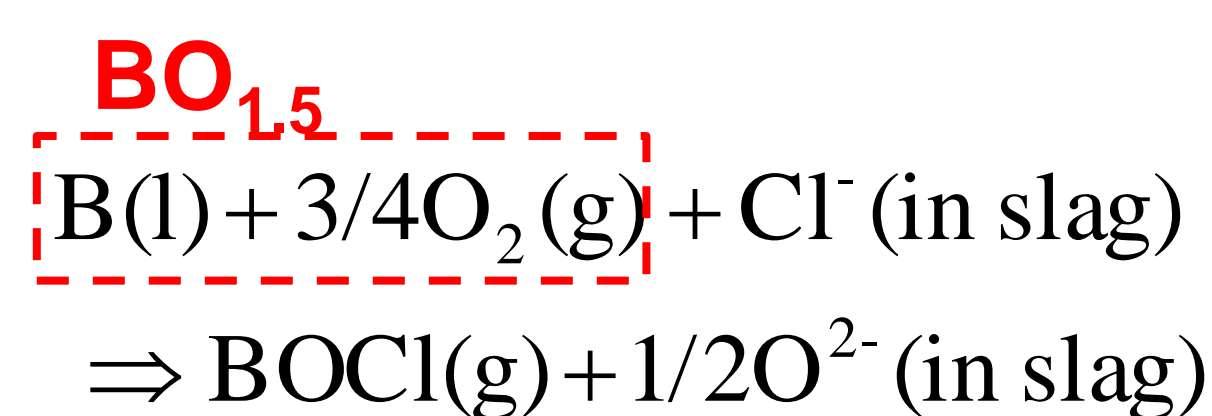 BO₁.₅
B(l) + 3/4O₂(g) + Cl⁻(in slag)
⇒ BOCl(g) + 1/2O²⁻(in slag)